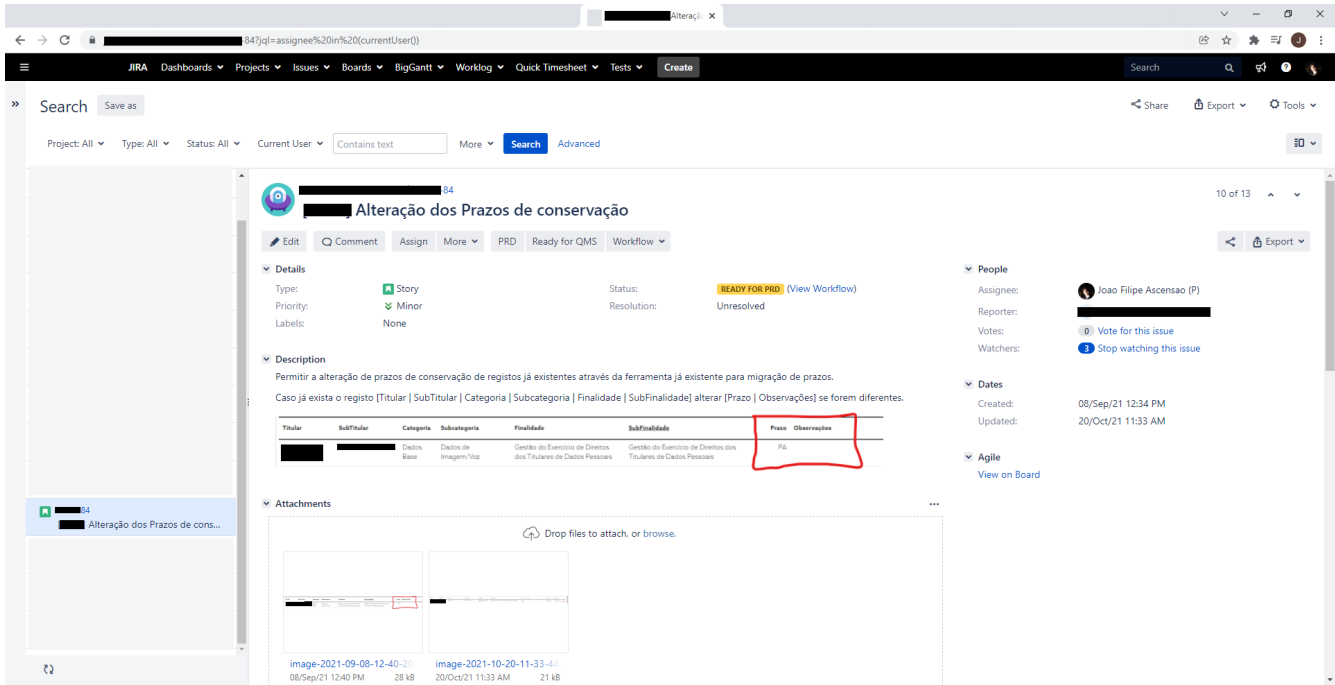 Alteraçã
-84?jql=assignee%20in%20(currentUser())
J
JIRA Dashboards Projects Issues Boards BigGantt Worklog Quick Timesheet Tests Create Search
Search Save as Share Export Tools
Project: All Type: All Status: All Current User Contains text More Search Advanced
-84
Alteração dos Prazos de conservação
10 of 13
Edit Comment Assign More PRD Ready for QMS Workflow Export
Details
Type: Story Status: READY FOR PRD (View Workflow)
Priority: Minor Resolution: Unresolved
Labels: None
People
Assignee: Joao Filipe Ascensao (P)
Reporter:
Votes: 0 Vote for this issue
Watchers: 3 Stop watching this issue
Description
Permitir a alteração de prazos de conservação de registos já existentes através da ferramenta já existente para migração de prazos.
Caso já exista o registo [Titular | SubTitular | Categoria | Subcategoria | Finalidade | SubFinalidade] alterar [Prazo | Observações] se forem diferentes.
Titular SubTitular Categoria Subcategoria Finalidade SubFinalidade Prazo Observações
Dados Dados de Gestão do Exercício de Direitos Gestão do Exercício de Direitos dos PA
Base Imagem/Voz dos Titulares de Dados Pessoais Titulares de Dados Pessoais
Dates
Created: 08/Sep/21 12:34 PM
Updated: 20/Oct/21 11:33 AM
Agile
View on Board
84
Alteração dos Prazos de cons...
Attachments
Drop files to attach, or browse.
image-2021-09-08-12-40-20 image-2021-10-20-11-33-44
08/Sep/21 12:40 PM 28 kB 20/Oct/21 11:33 AM 21 kB